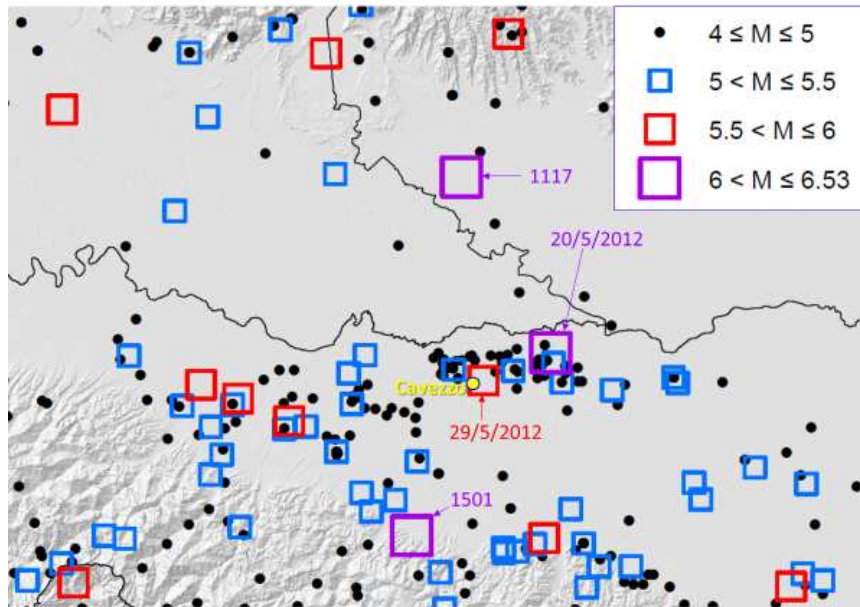 4 ≤ M ≤ 5
5 < M ≤ 5.5
5.5 < M ≤ 6
6 < M ≤ 6.53
1117
20/5/2012
Cavezzo
29/5/2012
1501